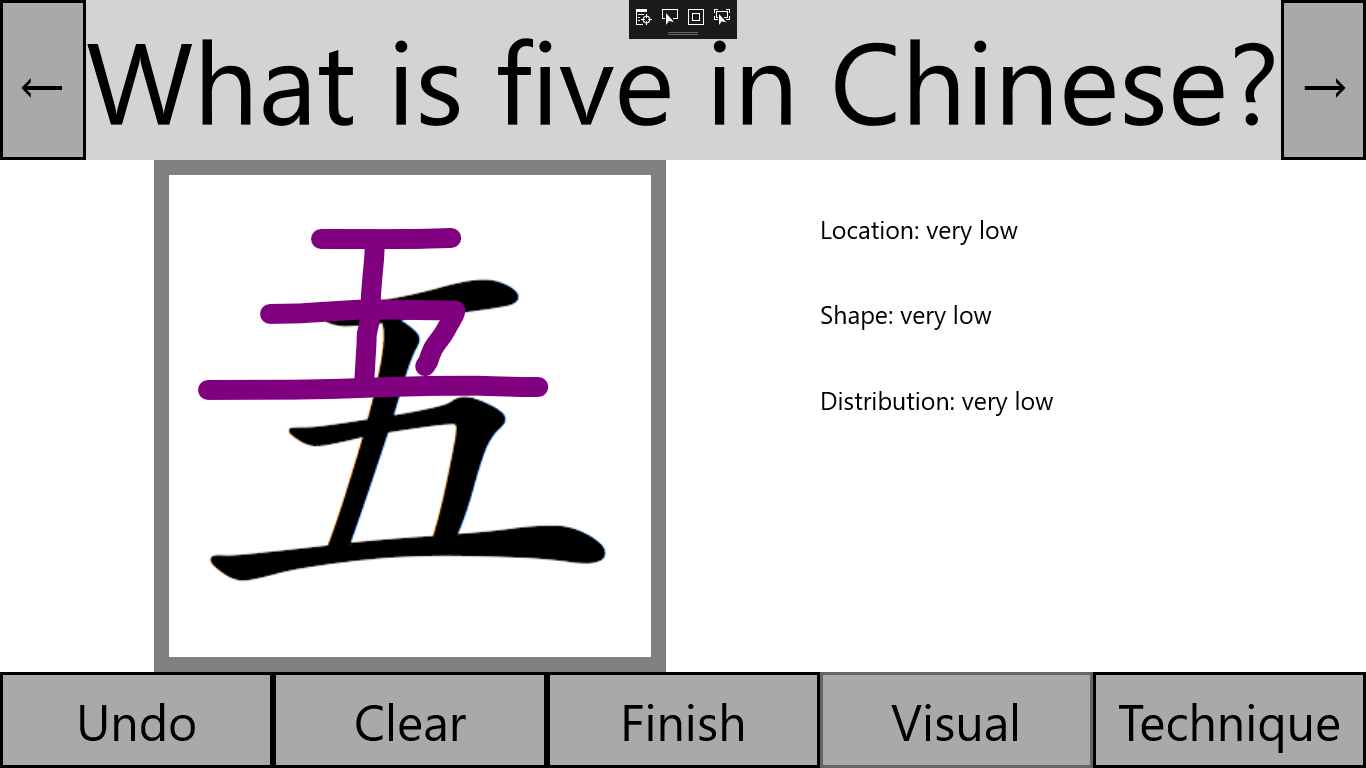 ←
What is five in Chinese?
→
五
五
Location: very low
Shape: very low
Distribution: very low
Undo
Clear
Finish
Visual
Technique